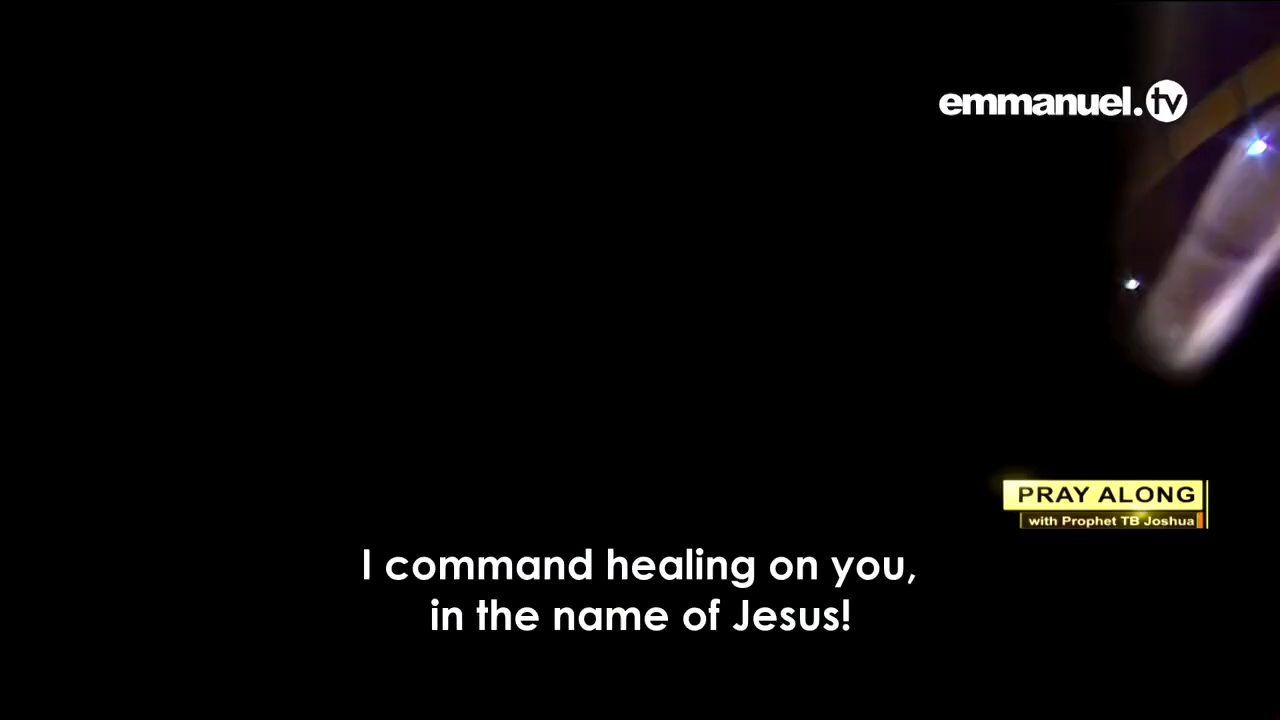 emmanuel.tv
PRAY ALONG
with Prophet TB Joshua
I command healing on you,
in the name of Jesus!